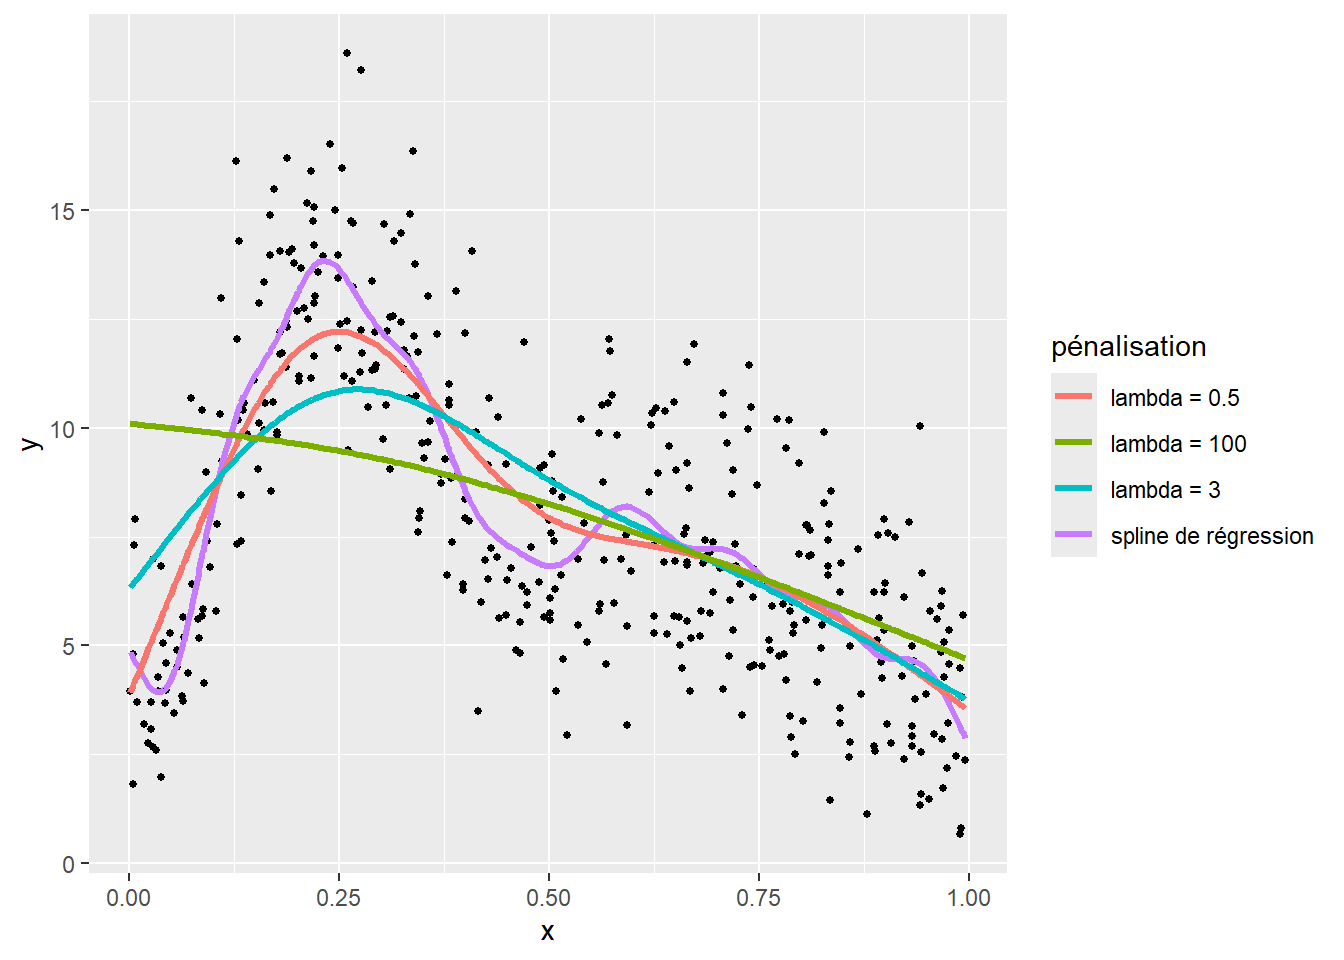 15
10
5
0
y
0.00 0.25 0.50 0.75 1.00
x
pénalisation
lambda = 0.5
lambda = 100
lambda = 3
spline de régression